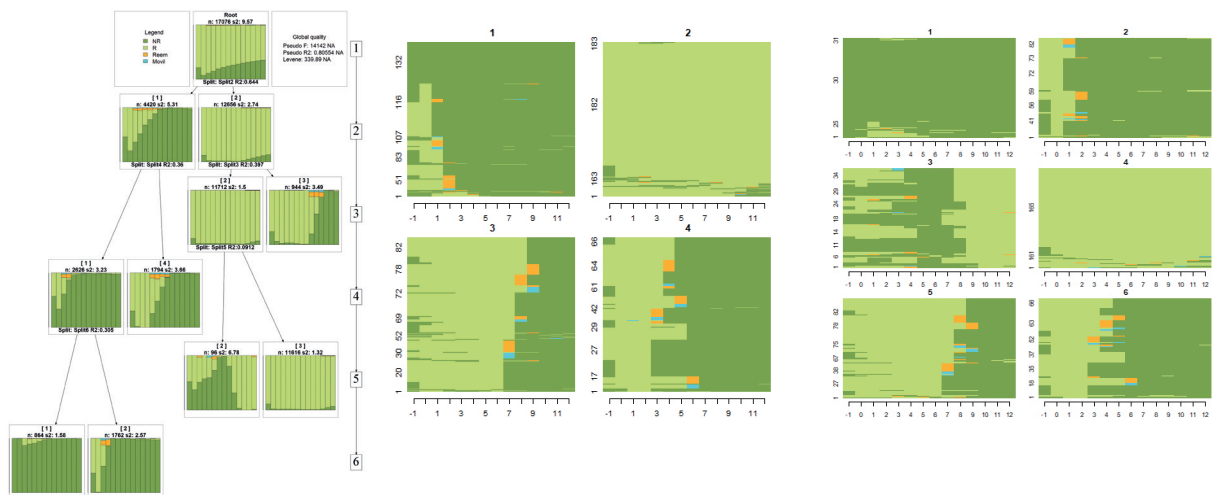 Root
n: 17076 s2: 9.57
Legend
NR
R
Reem
Movil
Global quality
Pseudo F: 14142 NA
Pseudo R2: 0.80554 NA
Levene: 339.89 NA
Split: Split2 R2:0.644
1
[ 1 ]
n: 4420 s2: 5.31
Split: Split4 R2:0.36
[ 2 ]
n: 12656 s2: 2.74
Split: Split3 R2:0.397
2
[ 2 ]
n: 11712 s2: 1.5
Split: Split5 R2:0.0912
[ 3 ]
n: 944 s2: 3.49
3
[ 1 ]
n: 2626 s2: 3.23
Split: Split6 R2:0.305
[ 4 ]
n: 1794 s2: 3.66
4
[ 2 ]
n: 96 s2: 6.78
[ 3 ]
n: 11616 s2: 1.32
5
[ 1 ]
n: 864 s2: 1.58
[ 2 ]
n: 1762 s2: 2.57
6
1
132
116
107
83
51
1
-1 1 3 5 7 9 11
2
183
182
163
1
-1 1 3 5 7 9 11
3
82
78
72
69
52
30
20
1
-1 1 3 5 7 9 11
4
66
64
61
42
29
27
17
1
-1 1 3 5 7 9 11
1
31
30
25
1
-1 0 1 2 3 4 5 6 7 8 9 10 12
2
82
73
59
41
1
-1 0 1 2 3 4 5 6 7 8 9 10 12
3
34
29
24
19
14
6
1
-1 0 1 2 3 4 5 6 7 8 9 10 12
4
165
161
1
-1 0 1 2 3 4 5 6 7 8 9 10 12
5
82
78
75
38
27
1
-1 0 1 2 3 4 5 6 7 8 9 10 12
6
66
63
52
35
18
1
-1 0 1 2 3 4 5 6 7 8 9 10 12